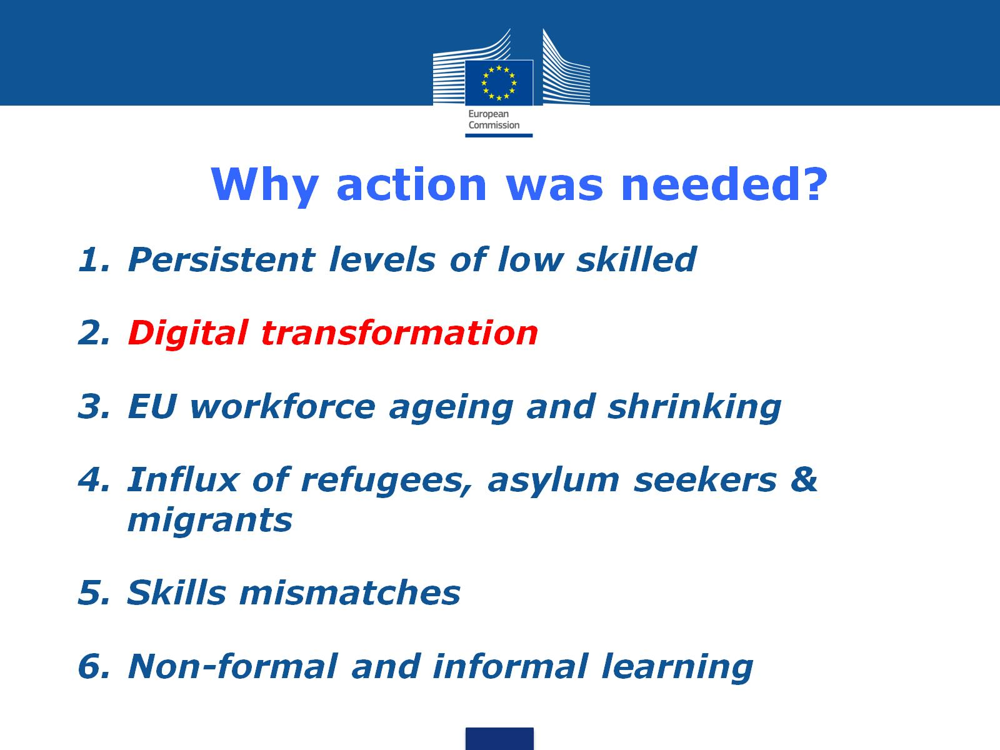 European
Commission
Why action was needed?
1. Persistent levels of low skilled
2. Digital transformation
3. EU workforce ageing and shrinking
4. Influx of refugees, asylum seekers &
migrants
5. Skills mismatches
6. Non-formal and informal learning